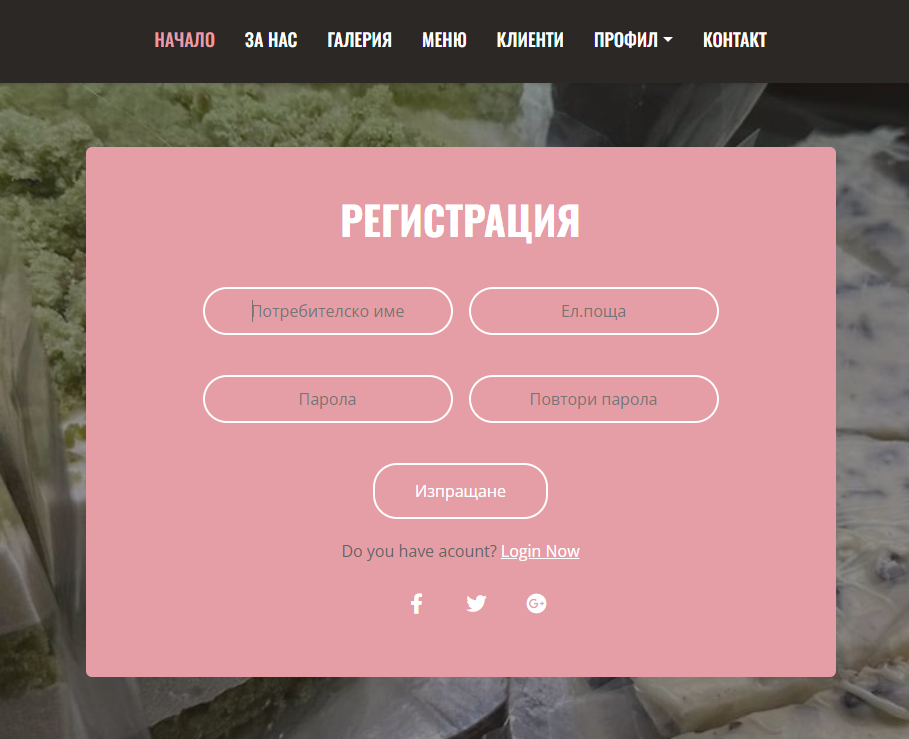 НАЧАЛО ЗА НАС ГАЛЕРИЯ МЕНЮ КЛИЕНТИ ПРОФИЛ КОНТАКТ
РЕГИСТРАЦИЯ
Потребителско име Ел.поща
Парола Повтори парола
Изпращане
Do you have acount? Login Now